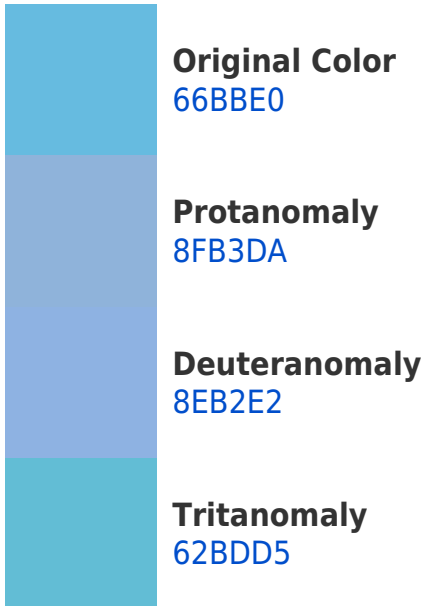 Original Color
66BBE0
Protanomaly
8FB3DA
Deuteranomaly
8EB2E2
Tritanomaly
62BDD5